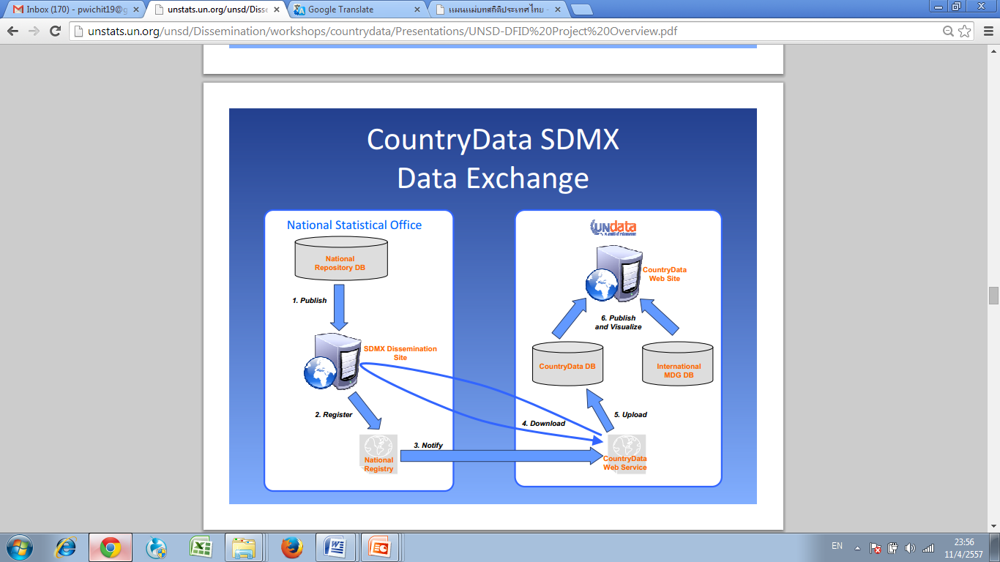 Inbox (170) - pwichit19@g
unstats.un.org/unsd/Disse
Google Translate
แผนแม่บทสถิติประเทศไทย -
unstats.un.org/unsd/Dissemination/workshops/countrydata/Presentations/UNSD-DFID%20Project%20Overview.pdf
CountryData SDMX
Data Exchange
National Statistical Office
National
Repository DB
1. Publish
SDMX Dissemination
Site
2. Register
National
Registry
3. Notify
UNdata
CountryData
Web Site
6. Publish
and Visualize
CountryData DB
International
MDG DB
4. Download
5. Upload
CountryData
Web Service
EN
23:56
11/4/2557